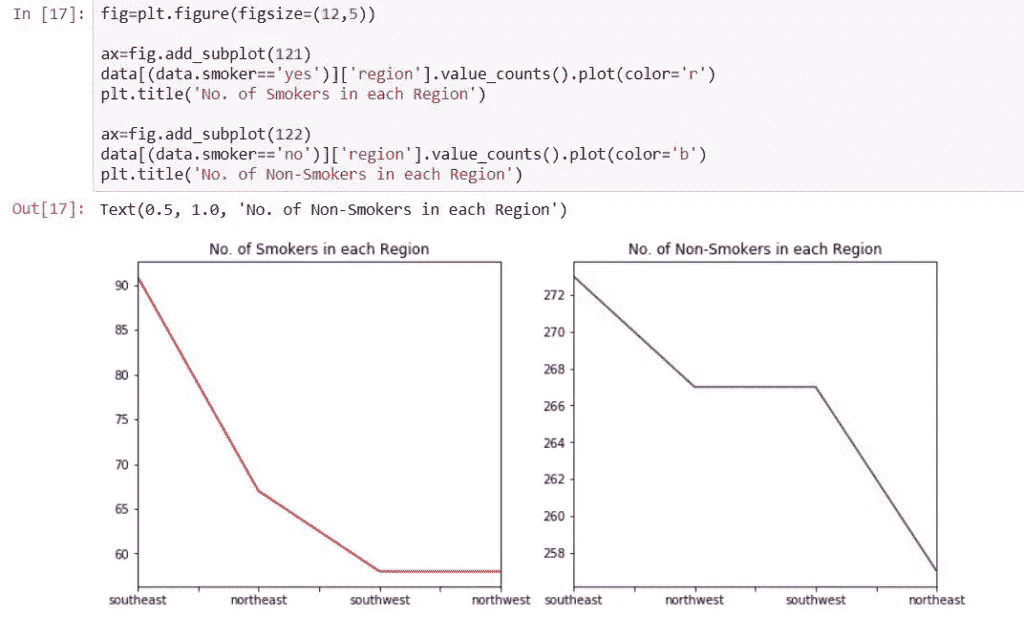 In [17]: fig=plt.figure(figsize=(12,5))
ax=fig.add_subplot(121)
data[(data.smoker=='yes')]['region'].value_counts().plot(color='r')
plt.title('No. of Smokers in each Region')
ax=fig.add_subplot(122)
data[(data.smoker=='no')]['region'].value_counts().plot(color='b')
plt.title('No. of Non-Smokers in each Region')
Out[17]: Text(0.5, 1.0, 'No. of Non-Smokers in each Region')
No. of Smokers in each Region
90
85
80
75
70
65
60
southeast northeast southwest northwest
No. of Non-Smokers in each Region
272
270
268
266
264
262
260
258
southeast northwest southwest northeast